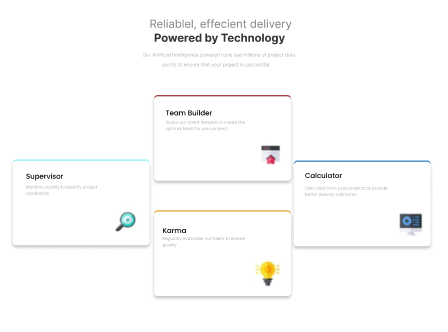 Reliablel, effecient delivery
Powered by Technology
Our Artificial Intelligence powered tools use millions of project data
points to ensure that your project is successful
Team Builder
Scans our talent network to create the
optimal team for your project
Supervisor
Monitors activity to identify project
roadblocks
Calculator
Uses data from past projects to provide
better delivery estimates
Karma
Regularly evaluates our talent to ensure
quality